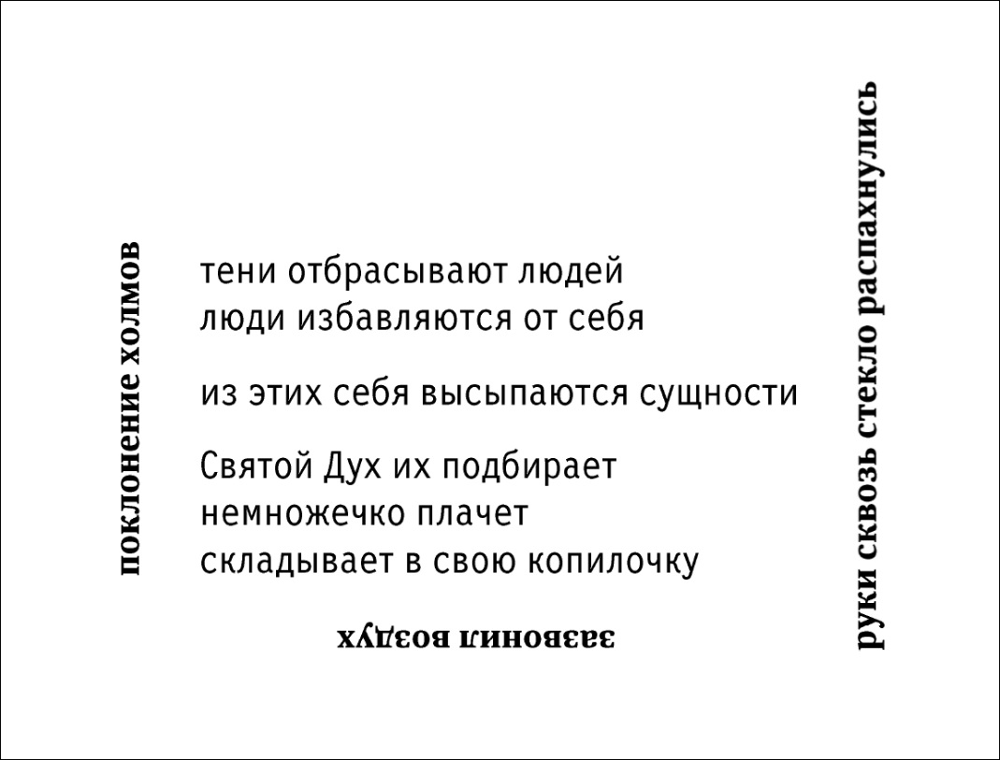 поклонение холмов
тени отбрасывают людей
люди избавляются от себя
из этих себя высыпаются сущности
Святой Дух их подбирает
немножечко плачет
складывает в свою копилочку
руки сквозь стекло распахнулись
зазвонил воздух